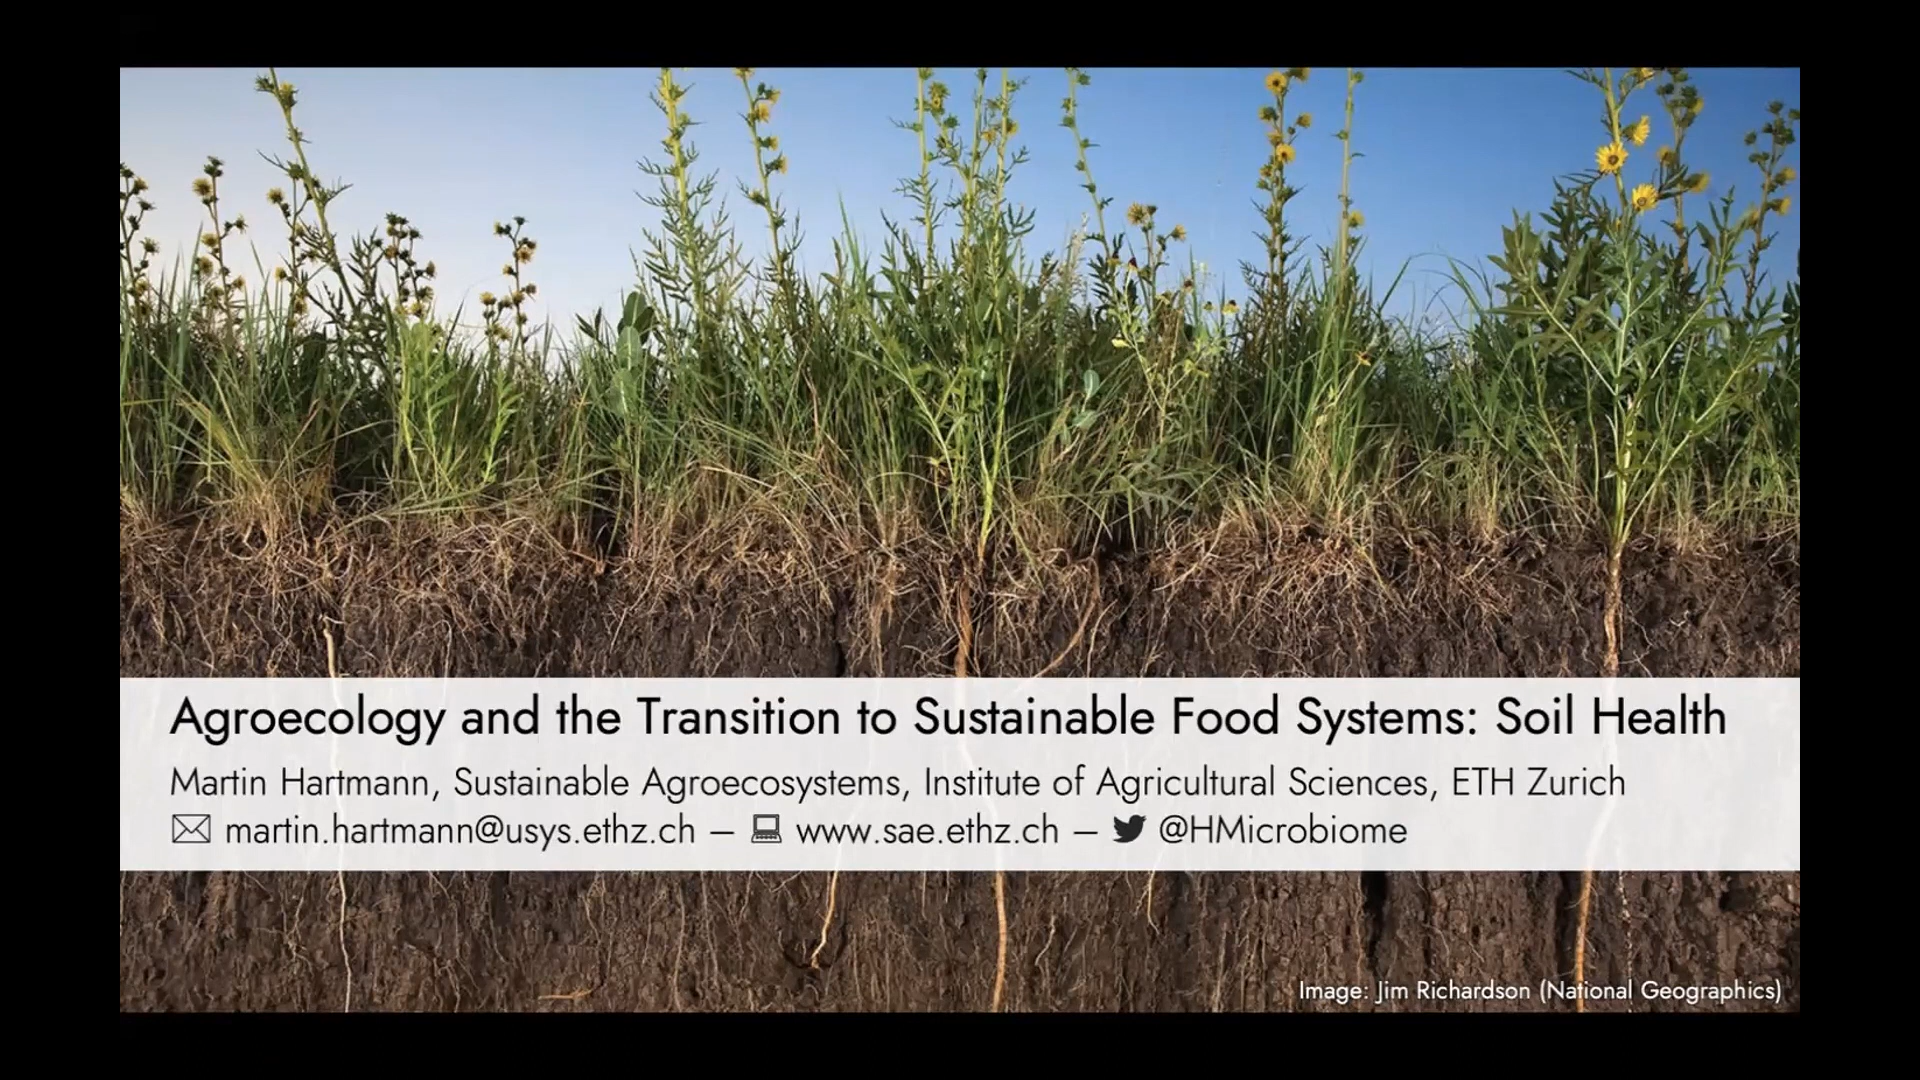 Agroecology and the Transition to Sustainable Food Systems: Soil Health
Martin Hartmann, Sustainable Agroecosystems, Institute of Agricultural Sciences, ETH Zurich
martin.hartmann@usys.ethz.ch – www.sae.ethz.ch – @HMicrobiome
Image: Jim Richardson (National Geographics)